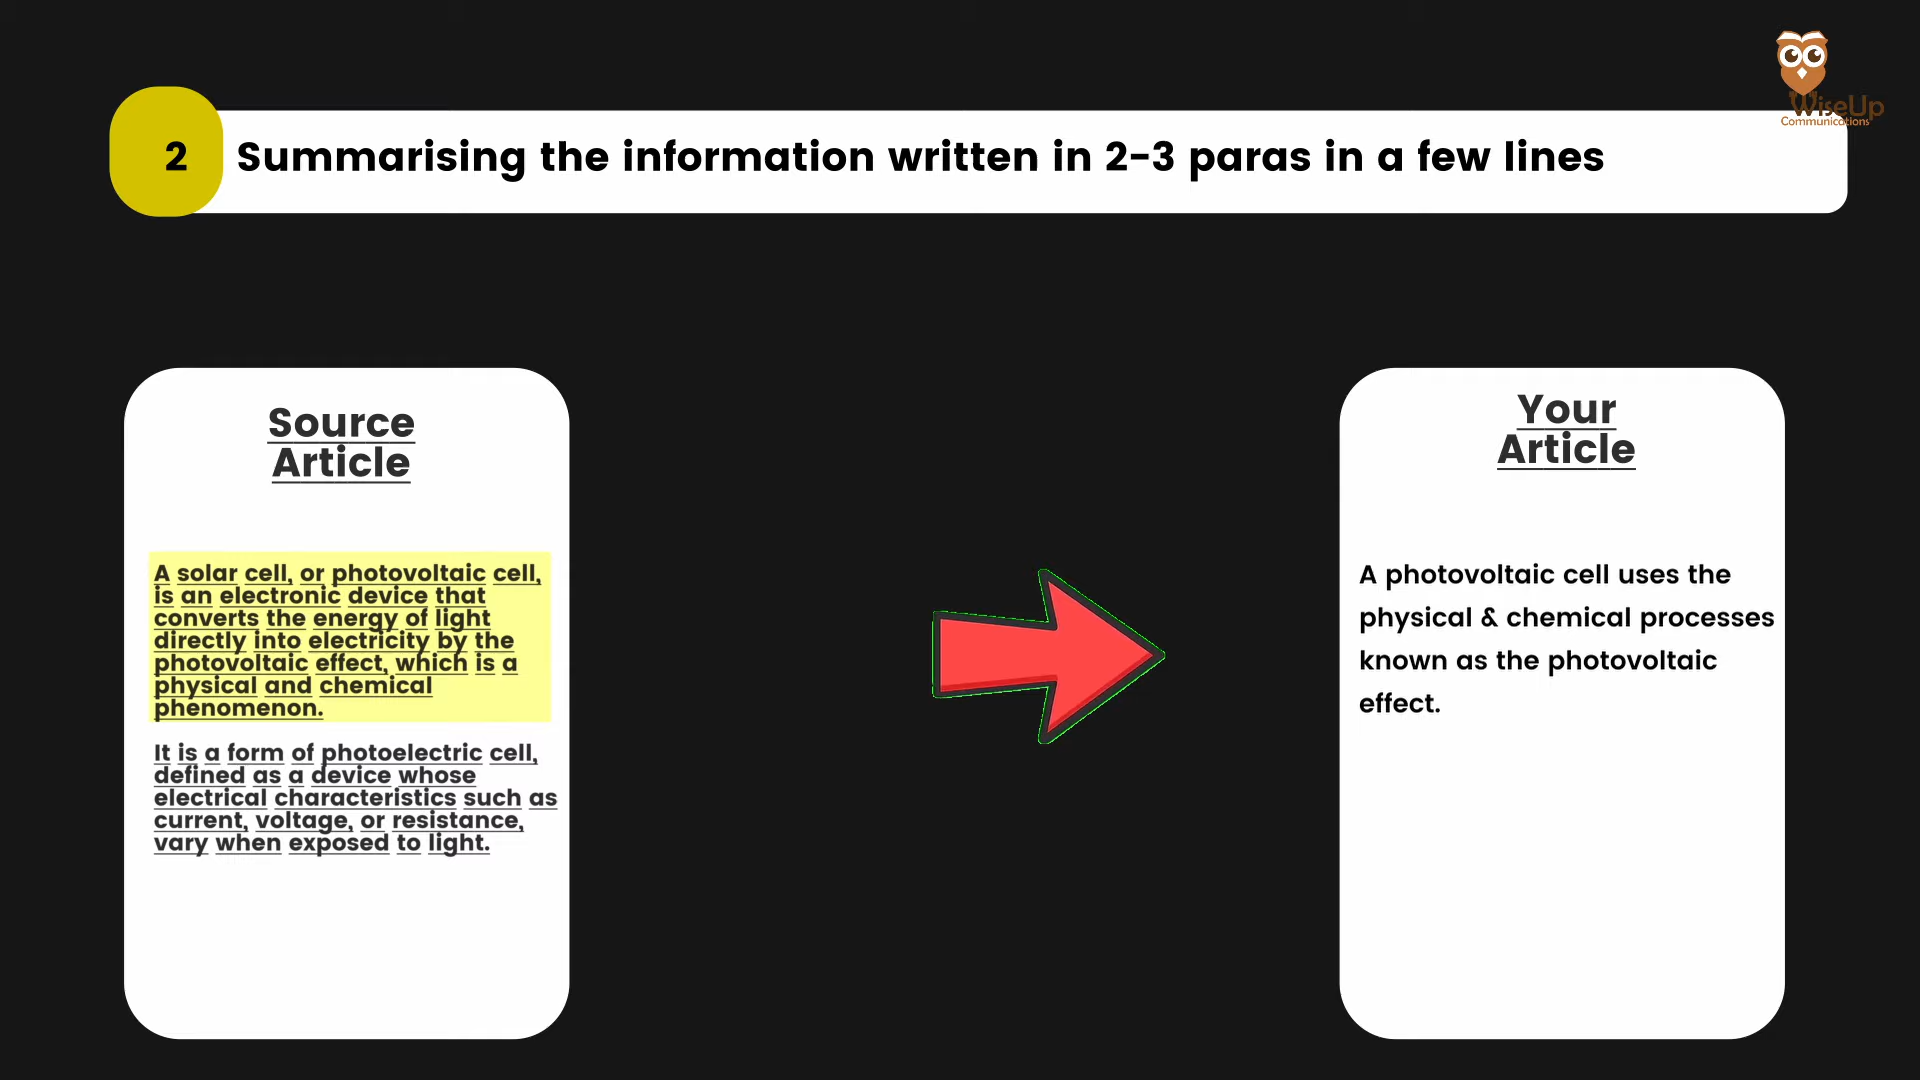 WiseUp
Communications
2
Summarising the information written in 2-3 paras in a few lines
Source
Article
A solar cell, or photovoltaic cell,
is an electronic device that
converts the energy of light
directly into electricity by the
photovoltaic effect, which is a
physical and chemical
phenomenon.
It is a form of photoelectric cell,
defined as a device whose
electrical characteristics such as
current, voltage, or resistance,
vary when exposed to light.
Your
Article
A photovoltaic cell uses the
physical & chemical processes
known as the photovoltaic
effect.